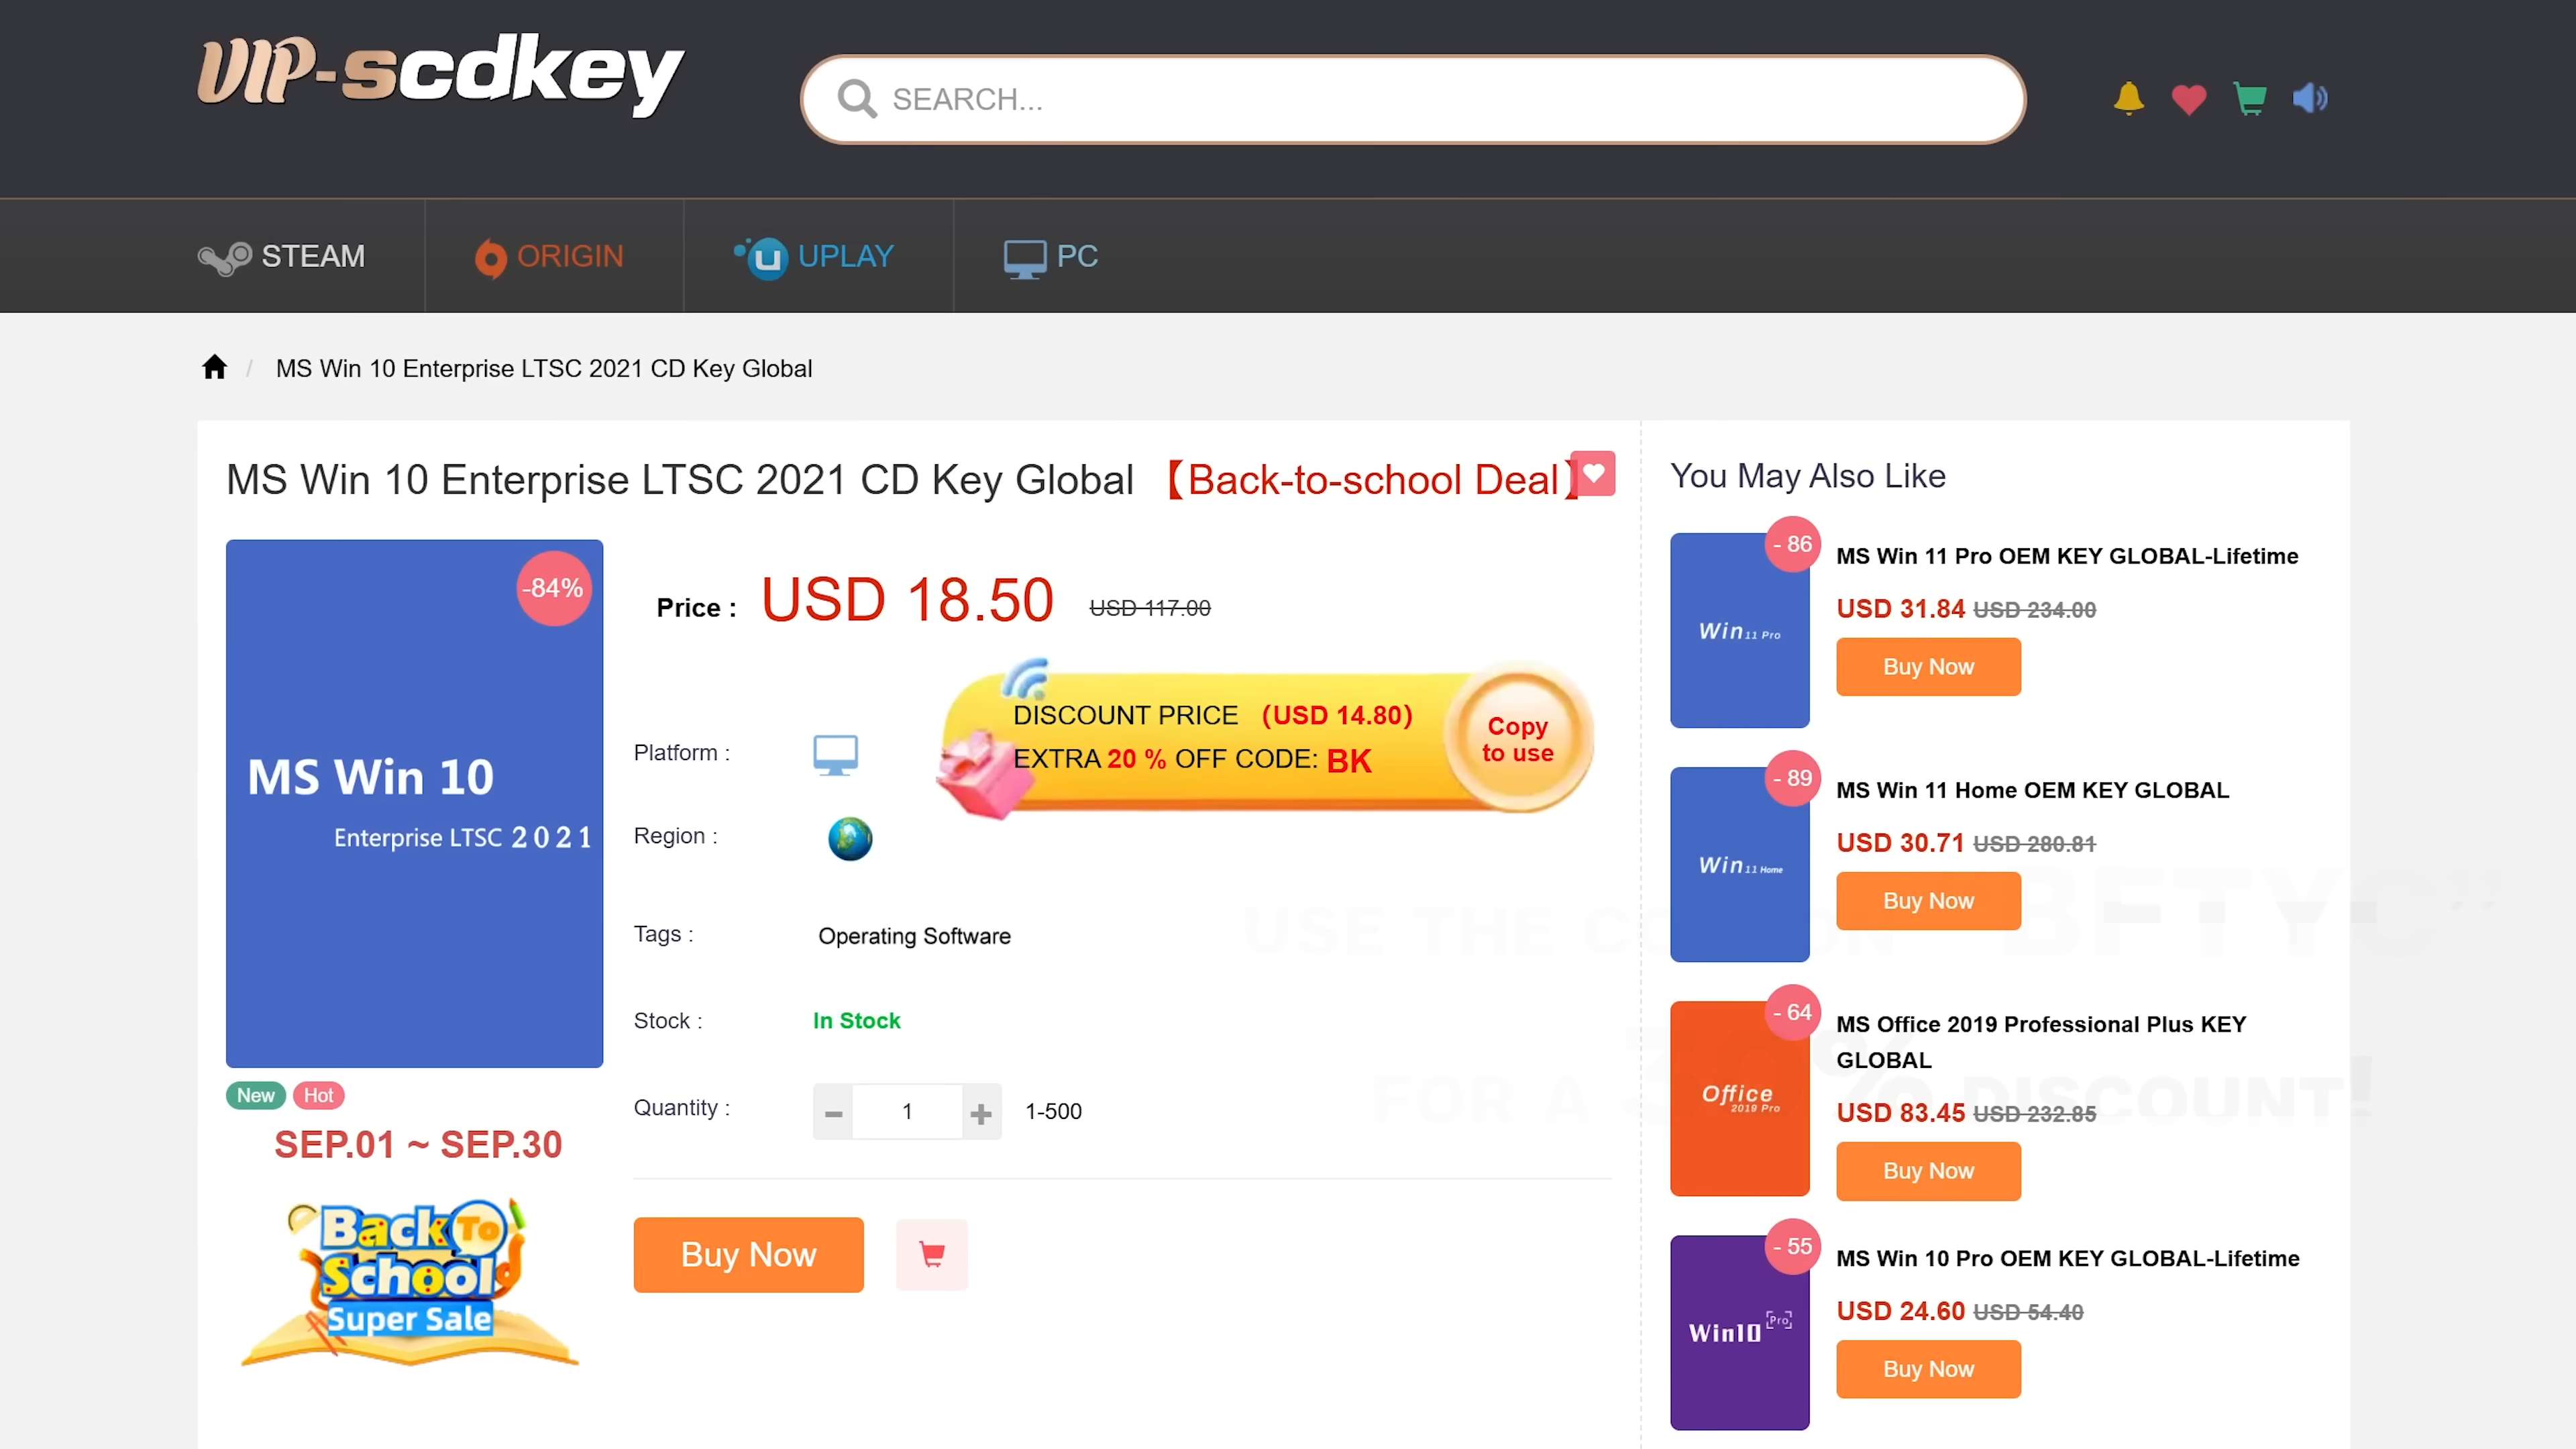 VIP-scdkey
SEARCH...
STEAM
ORIGIN
UPLAY
PC
/ MS Win 10 Enterprise LTSC 2021 CD Key Global
MS Win 10 Enterprise LTSC 2021 CD Key Global 【Back-to-school Deal】
-84%
MS Win 10
Enterprise LTSC 2021
New
Hot
SEP.01 ~ SEP.30
Back To
School
Super Sale
Price : USD 18.50 USD 117.00
DISCOUNT PRICE (USD 14.80)
EXTRA 20 % OFF CODE: BK
Copy
to use
Platform :
Region :
Tags : Operating Software
Stock : In Stock
Quantity : − 1 + 1-500
Buy Now
USE THE CO
BFTYC”
FOR A 30% DISCOUNT!
You May Also Like
- 86
Win 11 Pro
MS Win 11 Pro OEM KEY GLOBAL-Lifetime
USD 31.84 USD 234.00
Buy Now
- 89
Win 11 Home
MS Win 11 Home OEM KEY GLOBAL
USD 30.71 USD 280.81
Buy Now
- 64
Office
2019 Pro
MS Office 2019 Professional Plus KEY
GLOBAL
USD 83.45 USD 232.85
Buy Now
- 55
Win10 Pro
MS Win 10 Pro OEM KEY GLOBAL-Lifetime
USD 24.60 USD 54.40
Buy Now